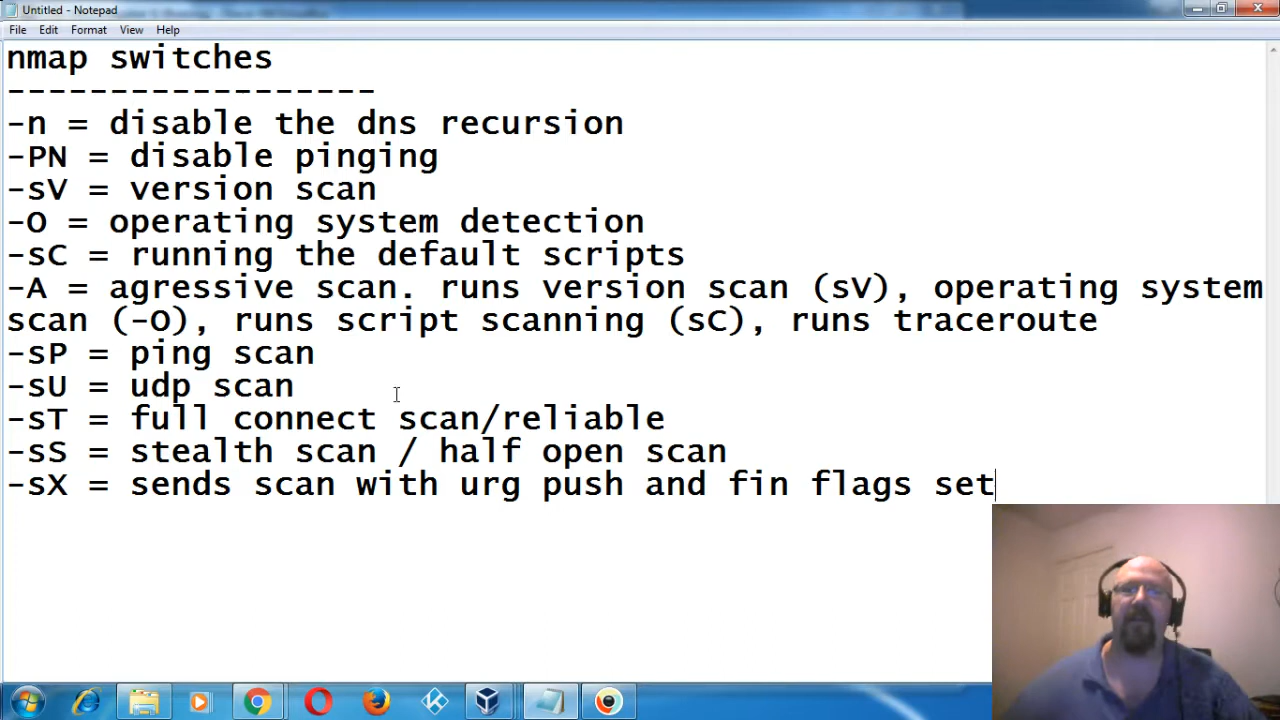 Untitled - Notepad
File Edit Format View Help
nmap switches
------------------
-n = disable the dns recursion
-PN = disable pinging
-sV = version scan
-O = operating system detection
-sC = running the default scripts
-A = agressive scan. runs version scan (sV), operating system
scan (-O), runs script scanning (sC), runs traceroute
-sP = ping scan
-sU = udp scan
-sT = full connect scan/reliable
-sS = stealth scan / half open scan
-sX = sends scan with urg push and fin flags set